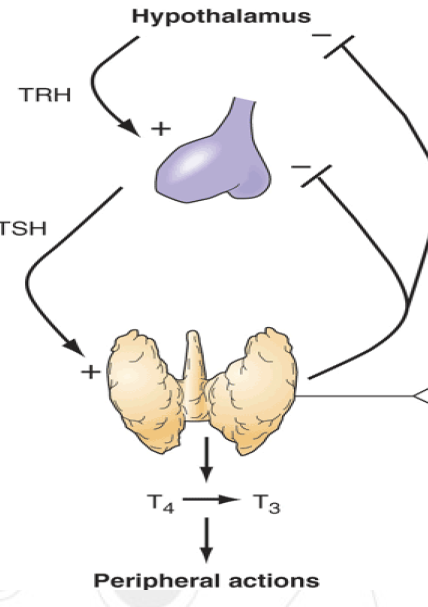 Hypothalamus
−
TRH
+
−
TSH
+
T₄ → T₃
Peripheral actions